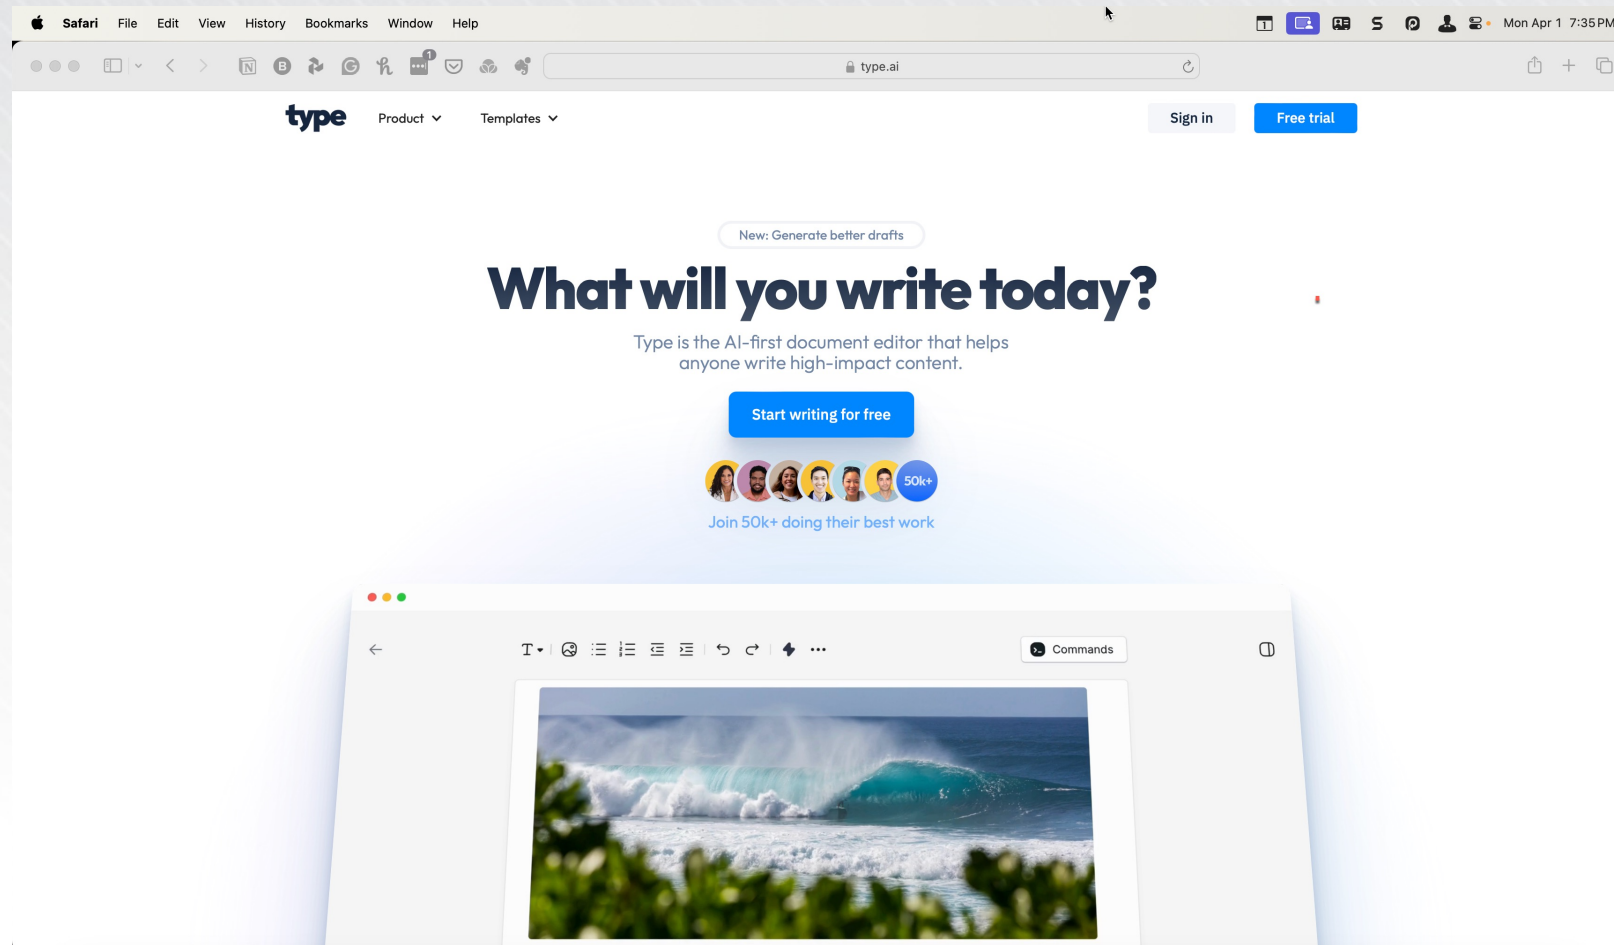 Safari File Edit View History Bookmarks Window Help
1
Mon Apr 1 7:35 PM
1
type.ai
type
Product
Templates
Sign in
Free trial
New: Generate better drafts
What will you write today?
Type is the AI-first document editor that helps
anyone write high-impact content.
Start writing for free
50k+
Join 50k+ doing their best work
T
Commands